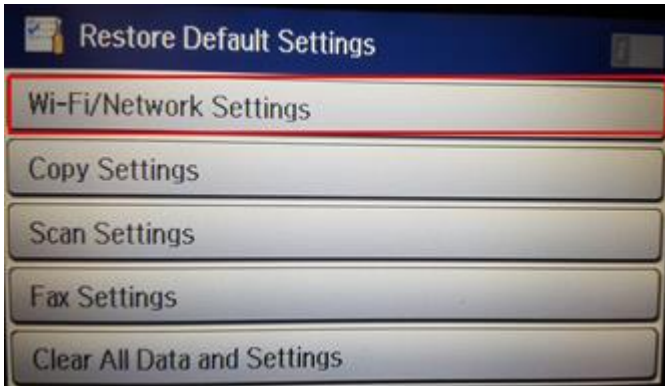 Restore Default Settings
Wi-Fi/Network Settings
Copy Settings
Scan Settings
Fax Settings
Clear All Data and Settings